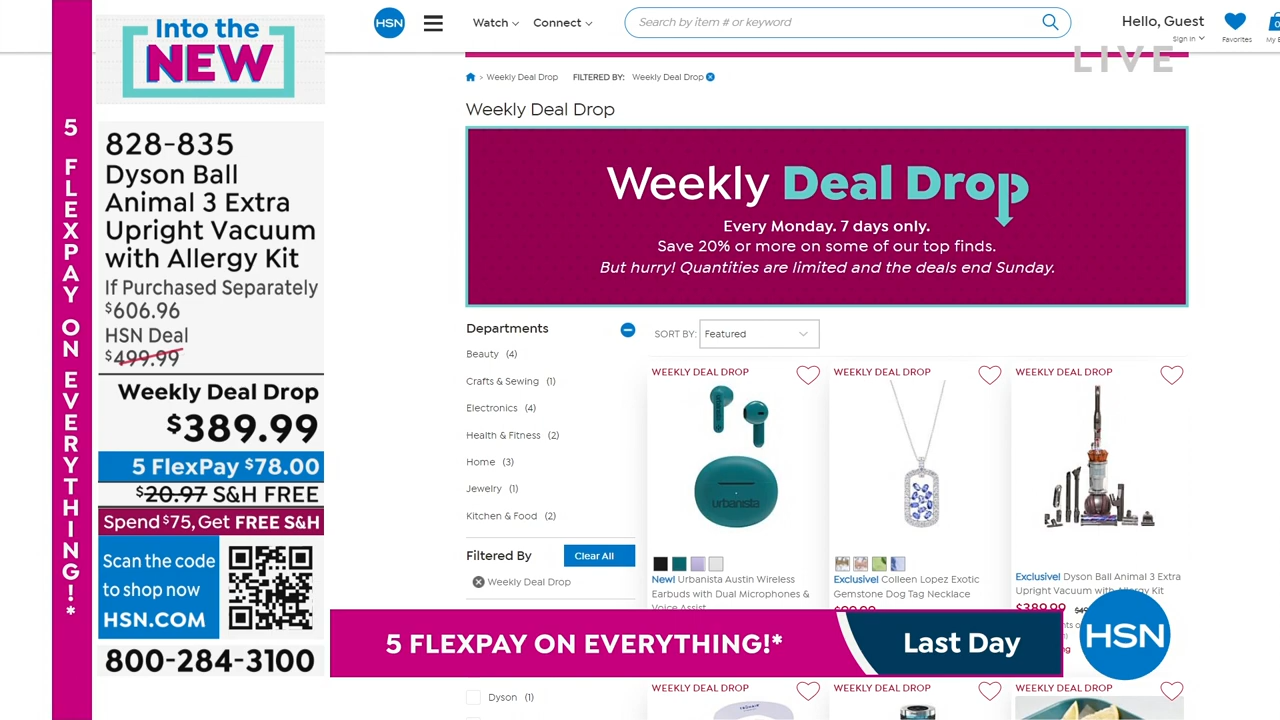 Into the
NEW
5 FLEXPAY ON EVERYTHING!*
828-835
Dyson Ball
Animal 3 Extra
Upright Vacuum
with Allergy Kit
If Purchased Separately
$606.96
HSN Deal
$499.99
Weekly Deal Drop
$389.99
5 FlexPay $78.00
$20.97 S&H FREE
Spend $75, Get FREE S&H
Scan the code
to shop now
HSN.COM
800-284-3100
HSN
Watch
Connect
Search by item # or keyword
Hello, Guest
Sign In
Favorites
LIVE
> Weekly Deal Drop FILTERED BY: Weekly Deal Drop
Weekly Deal Drop
Weekly Deal Drop
Every Monday. 7 days only.
Save 20% or more on some of our top finds.
But hurry! Quantities are limited and the deals end Sunday.
Departments
Beauty (4)
Crafts & Sewing (1)
Electronics (4)
Health & Fitness (2)
Home (3)
Jewelry (1)
Kitchen & Food (2)
Filtered By Clear All
Weekly Deal Drop
Dyson (1)
SORT BY: Featured
WEEKLY DEAL DROP
urbanista
New! Urbanista Austin Wireless
Earbuds with Dual Microphones &
Voice Assist
WEEKLY DEAL DROP
Exclusive! Colleen Lopez Exotic
Gemstone Dog Tag Necklace
WEEKLY DEAL DROP
Exclusive! Dyson Ball Animal 3 Extra
Upright Vacuum with Allergy Kit
$389.99
5 FLEXPAY ON EVERYTHING!* Last Day
HSN
WEEKLY DEAL DROP
WEEKLY DEAL DROP
WEEKLY DEAL DROP